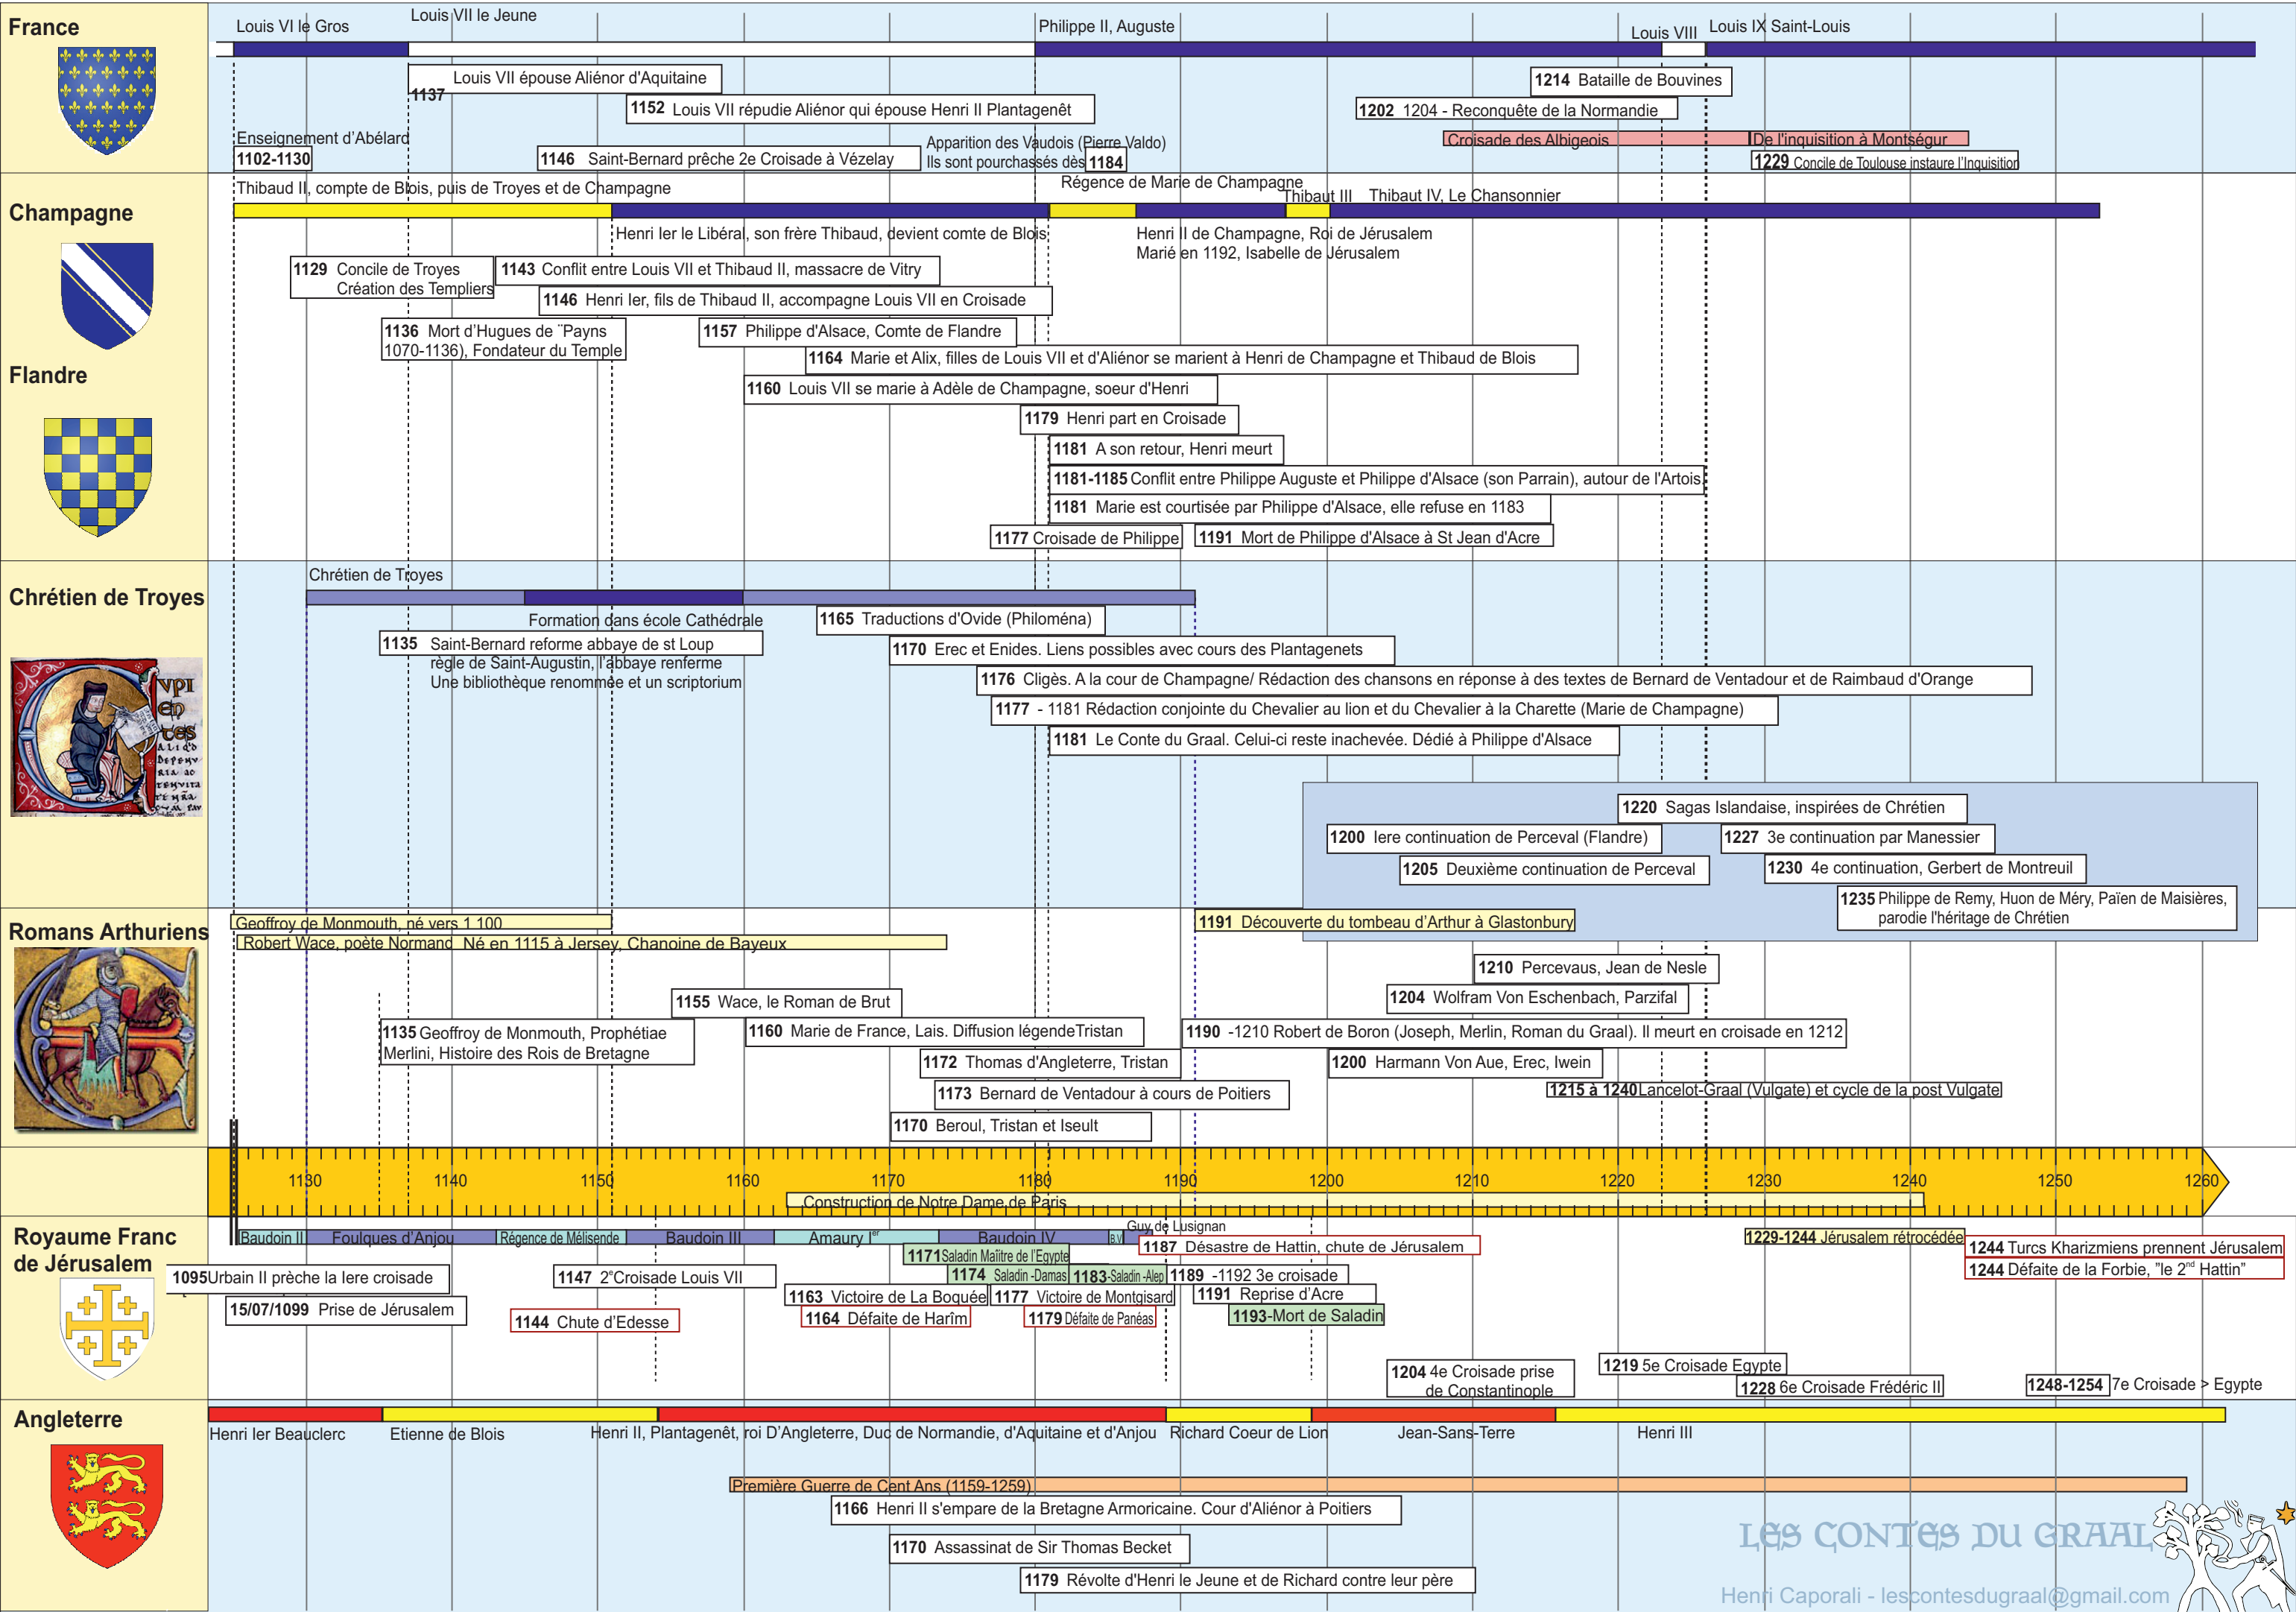 France
Louis VI le Gros
Louis VII le Jeune
Philippe II, Auguste
Louis VIII
Louis IX Saint-Louis
Louis VII épouse Aliénor d'Aquitaine
1137
1152 Louis VII répudie Aliénor qui épouse Henri II Plantagenêt
1214 Bataille de Bouvines
1202 1204 - Reconquête de la Normandie
Enseignement d'Abélard
1102-1130
1146 Saint-Bernard prêche 2e Croisade à Vézelay
Apparition des Vaudois (Pierre Valdo)
Ils sont pourchassés dès 1184
Croisade des Albigeois
De l'inquisition à Montségur
1229 Concile de Toulouse instaure l'Inquisition
Champagne
Thibaud II, compte de Blois, puis de Troyes et de Champagne
Régence de Marie de Champagne
Thibaut III
Thibaut IV, Le Chansonnier
Henri Ier le Libéral, son frère Thibaud, devient comte de Blois
Henri II de Champagne, Roi de Jérusalem
Marié en 1192, Isabelle de Jérusalem
1129 Concile de Troyes
Création des Templiers
1143 Conflit entre Louis VII et Thibaud II, massacre de Vitry
1146 Henri Ier, fils de Thibaud II, accompagne Louis VII en Croisade
1136 Mort d'Hugues de ¨Payns
1070-1136), Fondateur du Temple
1157 Philippe d'Alsace, Comte de Flandre
Flandre
1164 Marie et Alix, filles de Louis VII et d'Aliénor se marient à Henri de Champagne et Thibaud de Blois
1160 Louis VII se marie à Adèle de Champagne, soeur d'Henri
1179 Henri part en Croisade
1181 A son retour, Henri meurt
1181-1185 Conflit entre Philippe Auguste et Philippe d'Alsace (son Parrain), autour de l'Artois
1181 Marie est courtisée par Philippe d'Alsace, elle refuse en 1183
1177 Croisade de Philippe
1191 Mort de Philippe d'Alsace à St Jean d'Acre
Chrétien de Troyes
Chrétien de Troyes
Formation dans école Cathédrale
1135 Saint-Bernard reforme abbaye de st Loup
règle de Saint-Augustin, l'abbaye renferme
Une bibliothèque renommée et un scriptorium
1165 Traductions d'Ovide (Philoména)
1170 Erec et Enides. Liens possibles avec cours des Plantagenets
1176 Cligès. A la cour de Champagne/ Rédaction des chansons en réponse à des textes de Bernard de Ventadour et de Raimbaud d'Orange
1177 - 1181 Rédaction conjointe du Chevalier au lion et du Chevalier à la Charette (Marie de Champagne)
1181 Le Conte du Graal. Celui-ci reste inachevée. Dédié à Philippe d'Alsace
1220 Sagas Islandaise, inspirées de Chrétien
1200 Iere continuation de Perceval (Flandre)
1227 3e continuation par Manessier
1205 Deuxième continuation de Perceval
1230 4e continuation, Gerbert de Montreuil
1235 Philippe de Remy, Huon de Méry, Païen de Maisières,
parodie l'héritage de Chrétien
Romans Arthuriens
Geoffroy de Monmouth, né vers 1 100
Robert Wace, poète Normand Né en 1115 à Jersey, Chanoine de Bayeux
1191 Découverte du tombeau d'Arthur à Glastonbury
1210 Percevaus, Jean de Nesle
1155 Wace, le Roman de Brut
1204 Wolfram Von Eschenbach, Parzifal
1135 Geoffroy de Monmouth, Prophétiae
Merlini, Histoire des Rois de Bretagne
1160 Marie de France, Lais. Diffusion légendeTristan
1190 -1210 Robert de Boron (Joseph, Merlin, Roman du Graal). Il meurt en croisade en 1212
1172 Thomas d'Angleterre, Tristan
1200 Harmann Von Aue, Erec, Iwein
1173 Bernard de Ventadour à cours de Poitiers
1215 à 1240 Lancelot-Graal (Vulgate) et cycle de la post Vulgate
1170 Beroul, Tristan et Iseult
1130 1140 1150 1160 1170 1180 1190 1200 1210 1220 1230 1240 1250 1260
Construction de Notre Dame de Paris
Royaume Franc
de Jérusalem
Baudoin II
Foulques d'Anjou
Régence de Mélisende
Baudoin III
Amaury Ier
Baudoin IV
B.V
Guy de Lusignan
1171 Saladin Maîître de l'Egypte
1187 Désastre de Hattin, chute de Jérusalem
1229-1244 Jérusalem rétrocédée
1244 Turcs Kharizmiens prennent Jérusalem
1244 Défaite de la Forbie, "le 2nd Hattin"
1095Urbain II prèche la Iere croisade
1147 2e Croisade Louis VII
1174 Saladin -Damas
1183-Saladin -Alep
1189 -1192 3e croisade
15/07/1099 Prise de Jérusalem
1163 Victoire de La Boquée
1177 Victoire de Montgisard
1191 Reprise d'Acre
1144 Chute d'Edesse
1164 Défaite de Harîm
1179 Défaite de Panéas
1193-Mort de Saladin
1204 4e Croisade prise
de Constantinople
1219 5e Croisade Egypte
1228 6e Croisade Frédéric II
1248-1254 7e Croisade > Egypte
Angleterre
Henri Ier Beauclerc
Etienne de Blois
Henri II, Plantagenêt, roi D'Angleterre, Duc de Normandie, d'Aquitaine et d'Anjou
Richard Coeur de Lion
Jean-Sans-Terre
Henri III
Première Guerre de Cent Ans (1159-1259)
1166 Henri II s'empare de la Bretagne Armoricaine. Cour d'Aliénor à Poitiers
1170 Assassinat de Sir Thomas Becket
1179 Révolte d'Henri le Jeune et de Richard contre leur père
LES CONTES DU GRAAL
Henri Caporali - lescontesdugraal@gmail.com